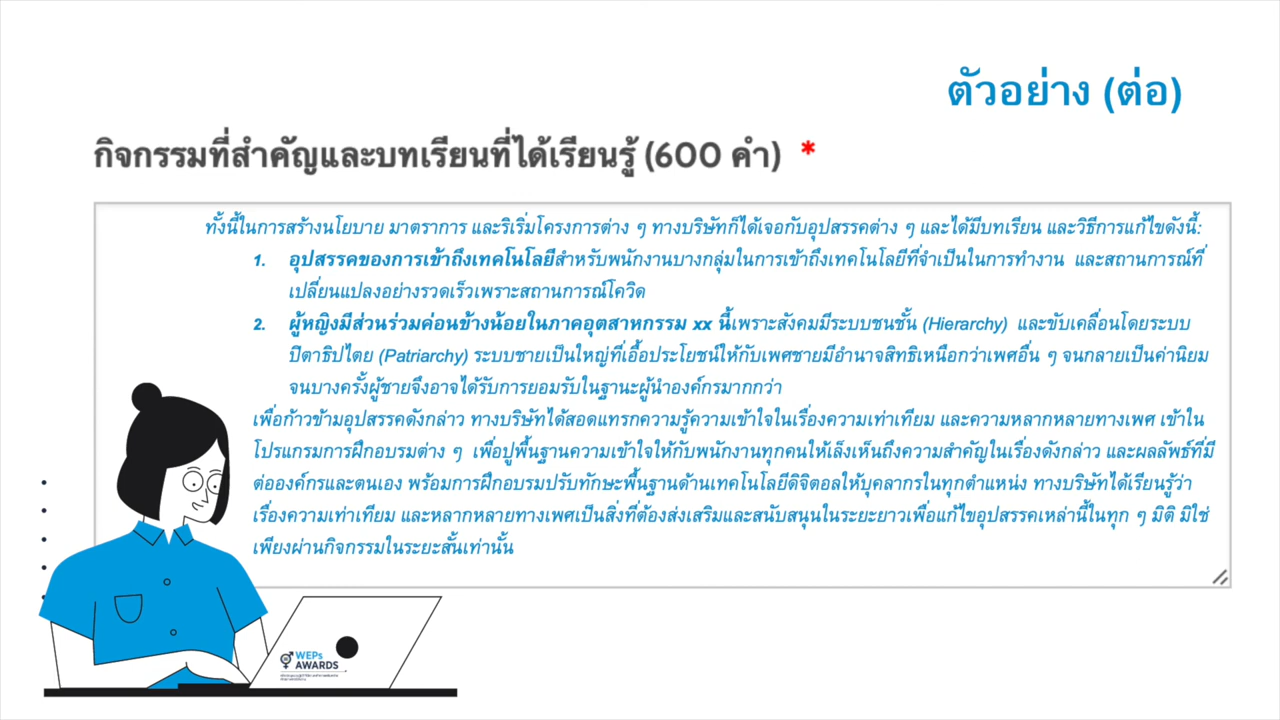 ตัวอย่าง (ต่อ)
กิจกรรมที่สำคัญและบทเรียนที่ได้เรียนรู้ (600 คำ) *
ทั้งนี้ในการสร้างนโยบาย มาตราการ และริเริ่มโครงการต่าง ๆ ทางบริษัทก็ได้เจอกับอุปสรรคต่าง ๆ และได้มีบทเรียน และวิธีการแก้ไขดังนี้:
1. อุปสรรคของการเข้าถึงเทคโนโลยีสำหรับพนักงานบางกลุ่มในการเข้าถึงเทคโนโลยีที่จำเป็นในการทำงาน และสถานการณ์ที่
เปลี่ยนแปลงอย่างรวดเร็วเพราะสถานการณ์โควิด
2. ผู้หญิงมีส่วนร่วมค่อนข้างน้อยในภาคอุตสาหกรรม xx นี้เพราะสังคมมีระบบชนชั้น (Hierarchy) และขับเคลื่อนโดยระบบ
ปิตาธิปไตย (Patriarchy) ระบบชายเป็นใหญ่ที่เอื้อประโยชน์ให้กับเพศชายมีอำนาจสิทธิเหนือกว่าเพศอื่น ๆ จนกลายเป็นค่านิยม
จนบางครั้งผู้ชายจึงอาจได้รับการยอมรับในฐานะผู้นำองค์กรมากกว่า
เพื่อก้าวข้ามอุปสรรคดังกล่าว ทางบริษัทได้สอดแทรกความรู้ความเข้าใจในเรื่องความเท่าเทียม และความหลากหลายทางเพศ เข้าใน
โปรแกรมการฝึกอบรมต่าง ๆ เพื่อปูพื้นฐานความเข้าใจให้กับพนักงานทุกคนให้เล็งเห็นถึงความสำคัญในเรื่องดังกล่าว และผลลัพธ์ที่มี
ต่อองค์กรและตนเอง พร้อมการฝึกอบรมปรับทักษะพื้นฐานด้านเทคโนโลยีดิจิตอลให้บุคลากรในทุกตำแหน่ง ทางบริษัทได้เรียนรู้ว่า
เรื่องความเท่าเทียม และหลากหลายทางเพศเป็นสิ่งที่ต้องส่งเสริมและสนับสนุนในระยะยาวเพื่อแก้ไขอุปสรรคเหล่านี้ในทุก ๆ มิติ มิใช่
เพียงผ่านกิจกรรมในระยะสั้นเท่านั้น
WEPs
AWARDS